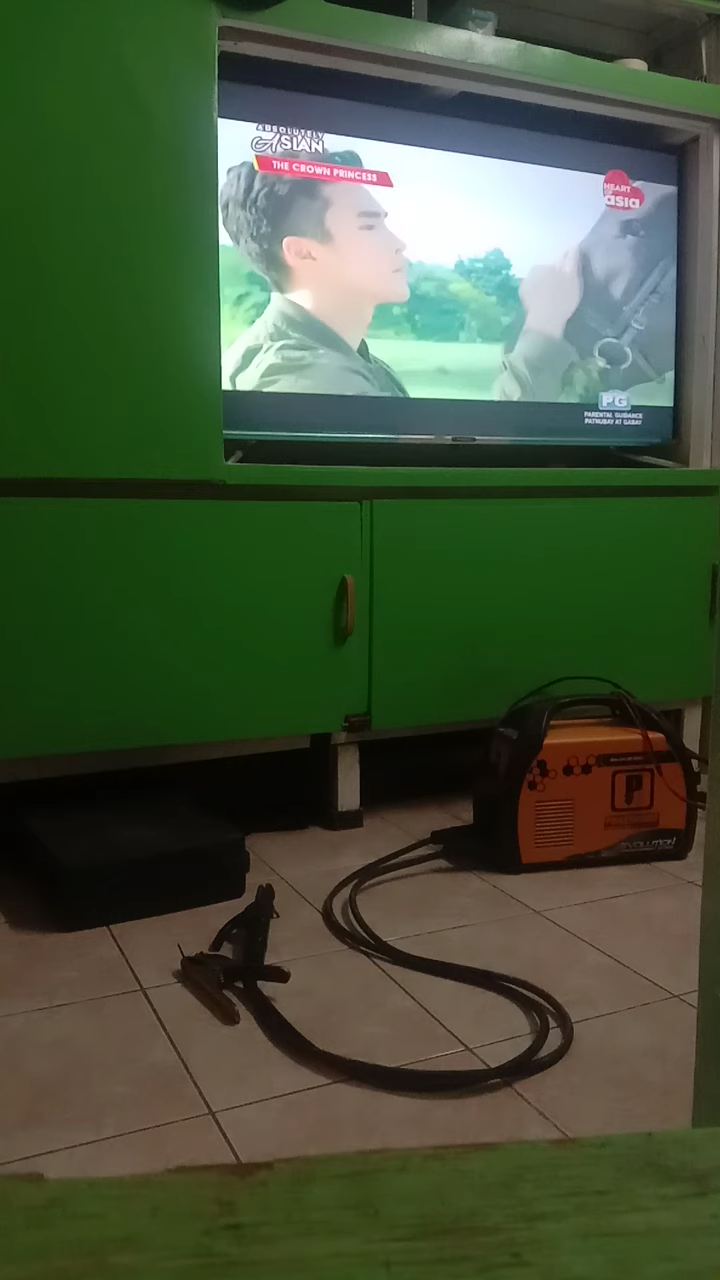 ABSOLUTELY
ASIAN
THE CROWN PRINCESS
HEART
OF
asia
PG
PARENTAL GUIDANCE
PATNUBAY AT GABAY
P
EVOLUTION